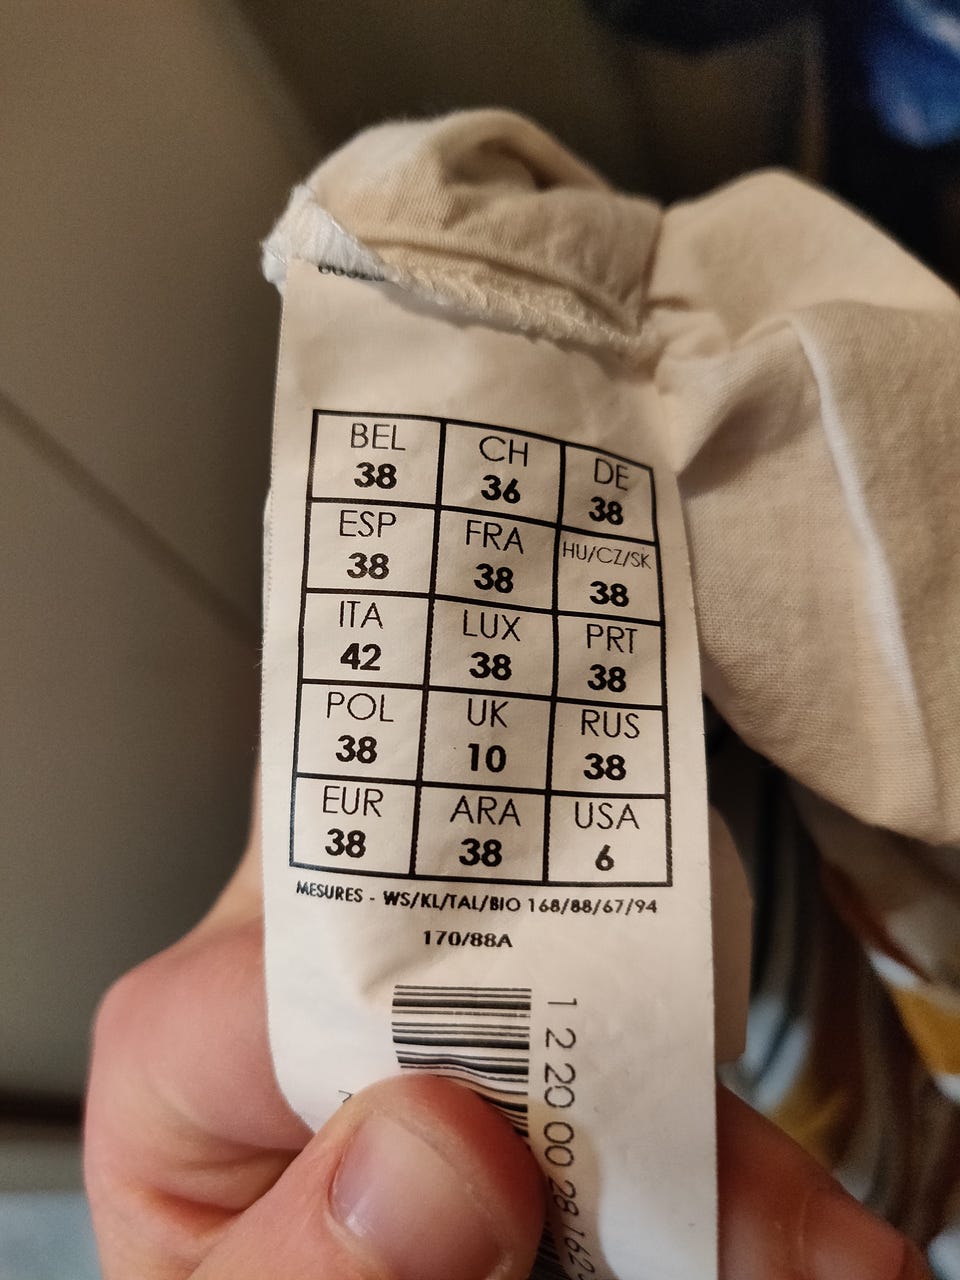 BEL CH DE
38 36 38
ESP FRA HU/CZ/SK
38 38 38
ITA LUX PRT
42 38 38
POL UK RUS
38 10 38
EUR ARA USA
38 38 6
MESURES - WS/KL/TAL/BIO 168/88/67/94
170/88A
1 2 20 00 28 162